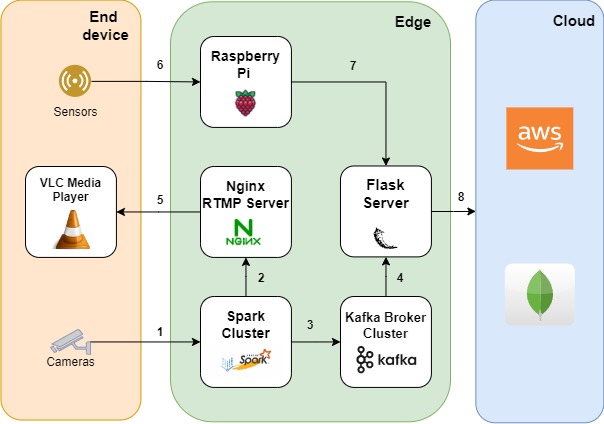 End
device
Edge
Cloud
Sensors
6
Raspberry
Pi
7
aws
VLC Media
Player
5
Nginx
RTMP Server
NGINX
Flask
Server
8
2
4
Cameras
1
Spark
Cluster
Spark
3
Kafka Broker
Cluster
kafka